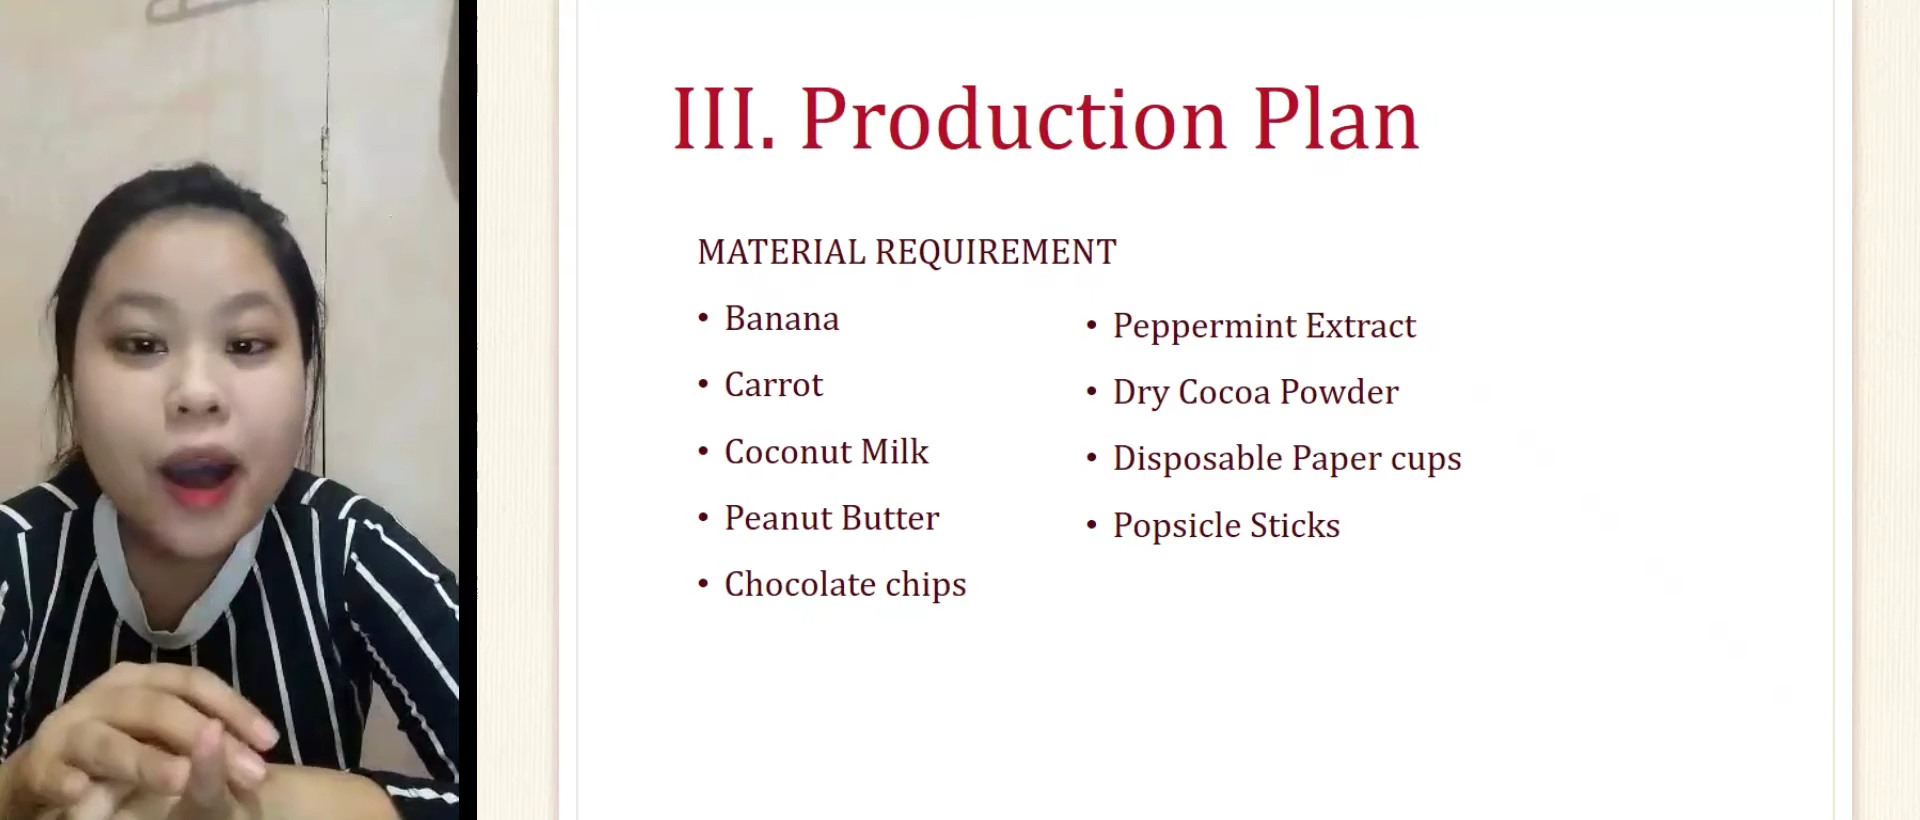 III. Production Plan
MATERIAL REQUIREMENT
• Banana
• Carrot
• Coconut Milk
• Peanut Butter
• Chocolate chips
• Peppermint Extract
• Dry Cocoa Powder
• Disposable Paper cups
• Popsicle Sticks